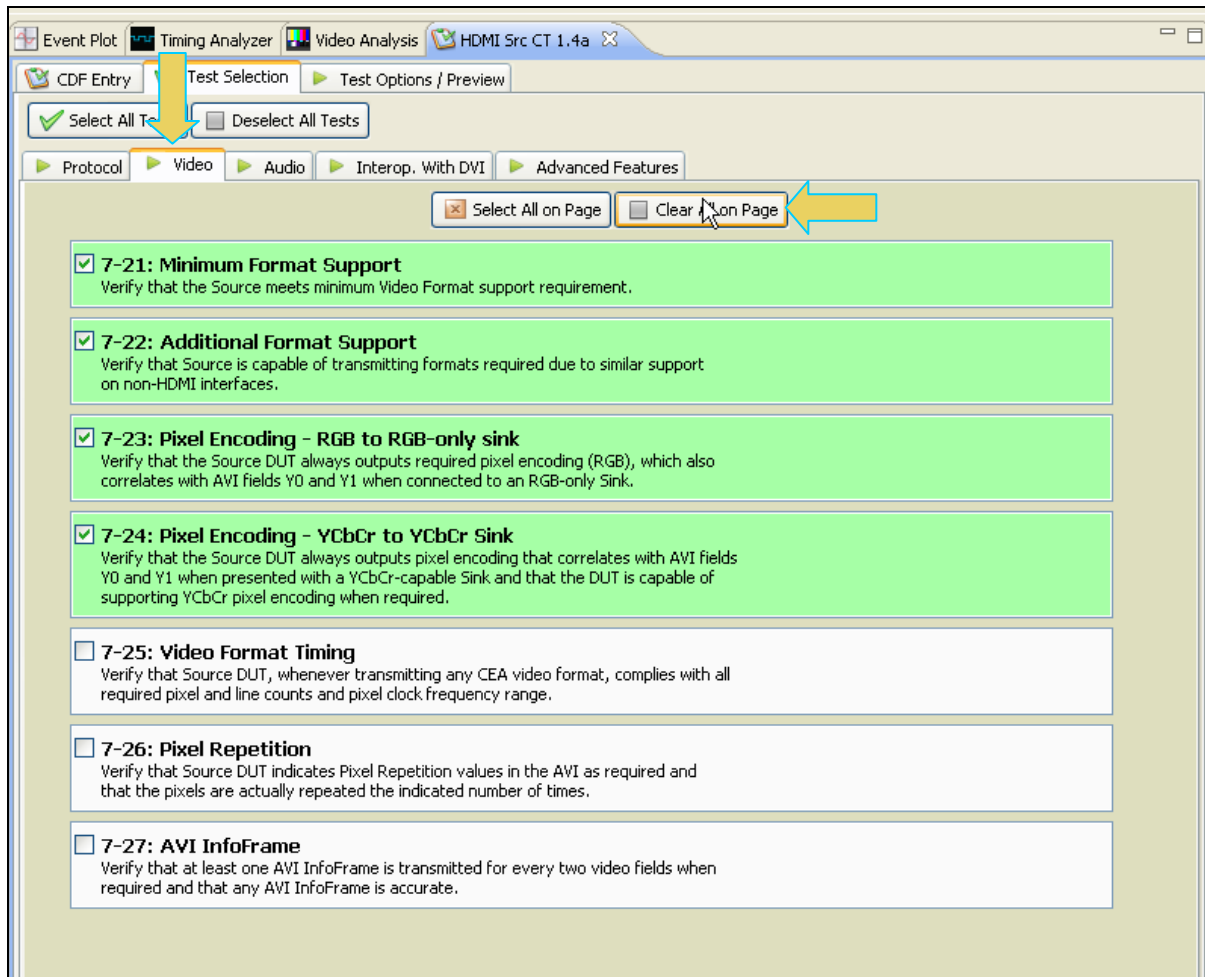 Event Plot Timing Analyzer Video Analysis HDMI Src CT 1.4a
CDF Entry Test Selection Test Options / Preview
Select All Deselect All Tests
Protocol Video Audio Interop. With DVI Advanced Features
Select All on Page Clear on Page
7-21: Minimum Format Support
Verify that the Source meets minimum Video Format support requirement.
7-22: Additional Format Support
Verify that Source is capable of transmitting formats required due to similar support
on non-HDMI interfaces.
7-23: Pixel Encoding - RGB to RGB-only sink
Verify that the Source DUT always outputs required pixel encoding (RGB), which also
correlates with AVI fields Y0 and Y1 when connected to an RGB-only Sink.
7-24: Pixel Encoding - YCbCr to YCbCr Sink
Verify that the Source DUT always outputs pixel encoding that correlates with AVI fields
Y0 and Y1 when presented with a YCbCr-capable Sink and that the DUT is capable of
supporting YCbCr pixel encoding when required.
7-25: Video Format Timing
Verify that Source DUT, whenever transmitting any CEA video format, complies with all
required pixel and line counts and pixel clock frequency range.
7-26: Pixel Repetition
Verify that Source DUT indicates Pixel Repetition values in the AVI as required and
that the pixels are actually repeated the indicated number of times.
7-27: AVI InfoFrame
Verify that at least one AVI InfoFrame is transmitted for every two video fields when
required and that any AVI InfoFrame is accurate.